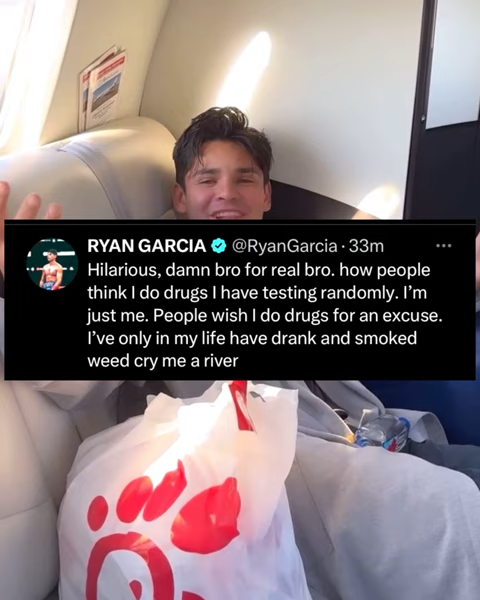 RYAN GARCIA @RyanGarcia · 33m
Hilarious, damn bro for real bro. how people
think I do drugs I have testing randomly. I'm
just me. People wish I do drugs for an excuse.
I've only in my life have drank and smoked
weed cry me a river